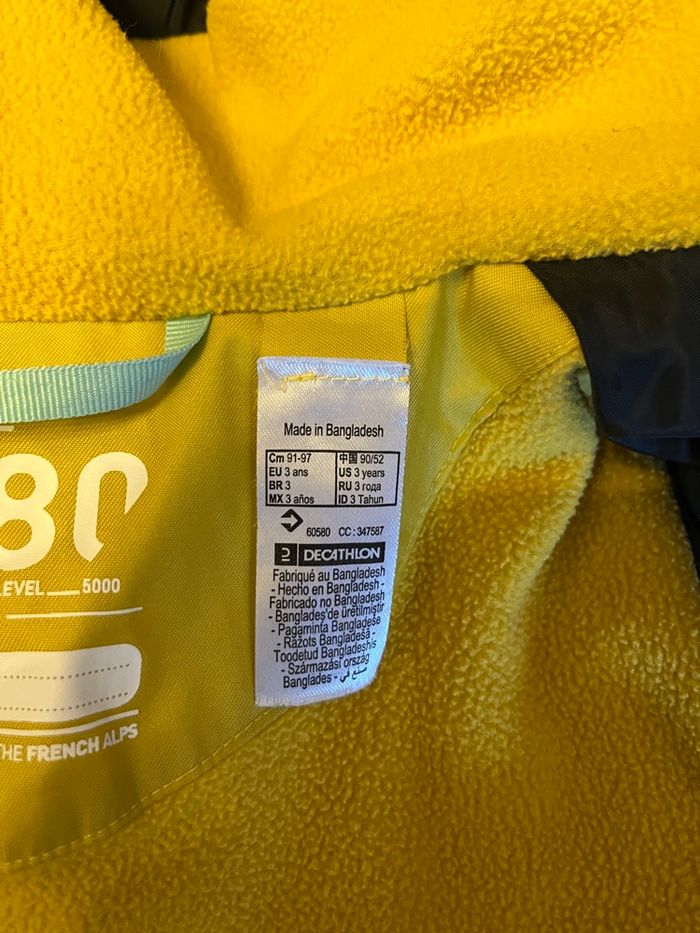 Made in Bangladesh
Cm 91-97 中国 90/52
EU 3 ans US 3 years
BR 3 RU 3 года
MX 3 años ID 3 Tahun
60580 CC : 347587
DECATHLON
Fabriqué au Bangladesh
- Hecho en Bangladesh -
Fabricado no Bangladesh
- Bangladeş'de üretilmiştir
- Pagaminta Bangladeše
- Ražots Bangladešā -
Toodetud Bangladeshis
- Származási ország
Banglades - صنع في
80
LEVEL 5000
THE FRENCH ALPS